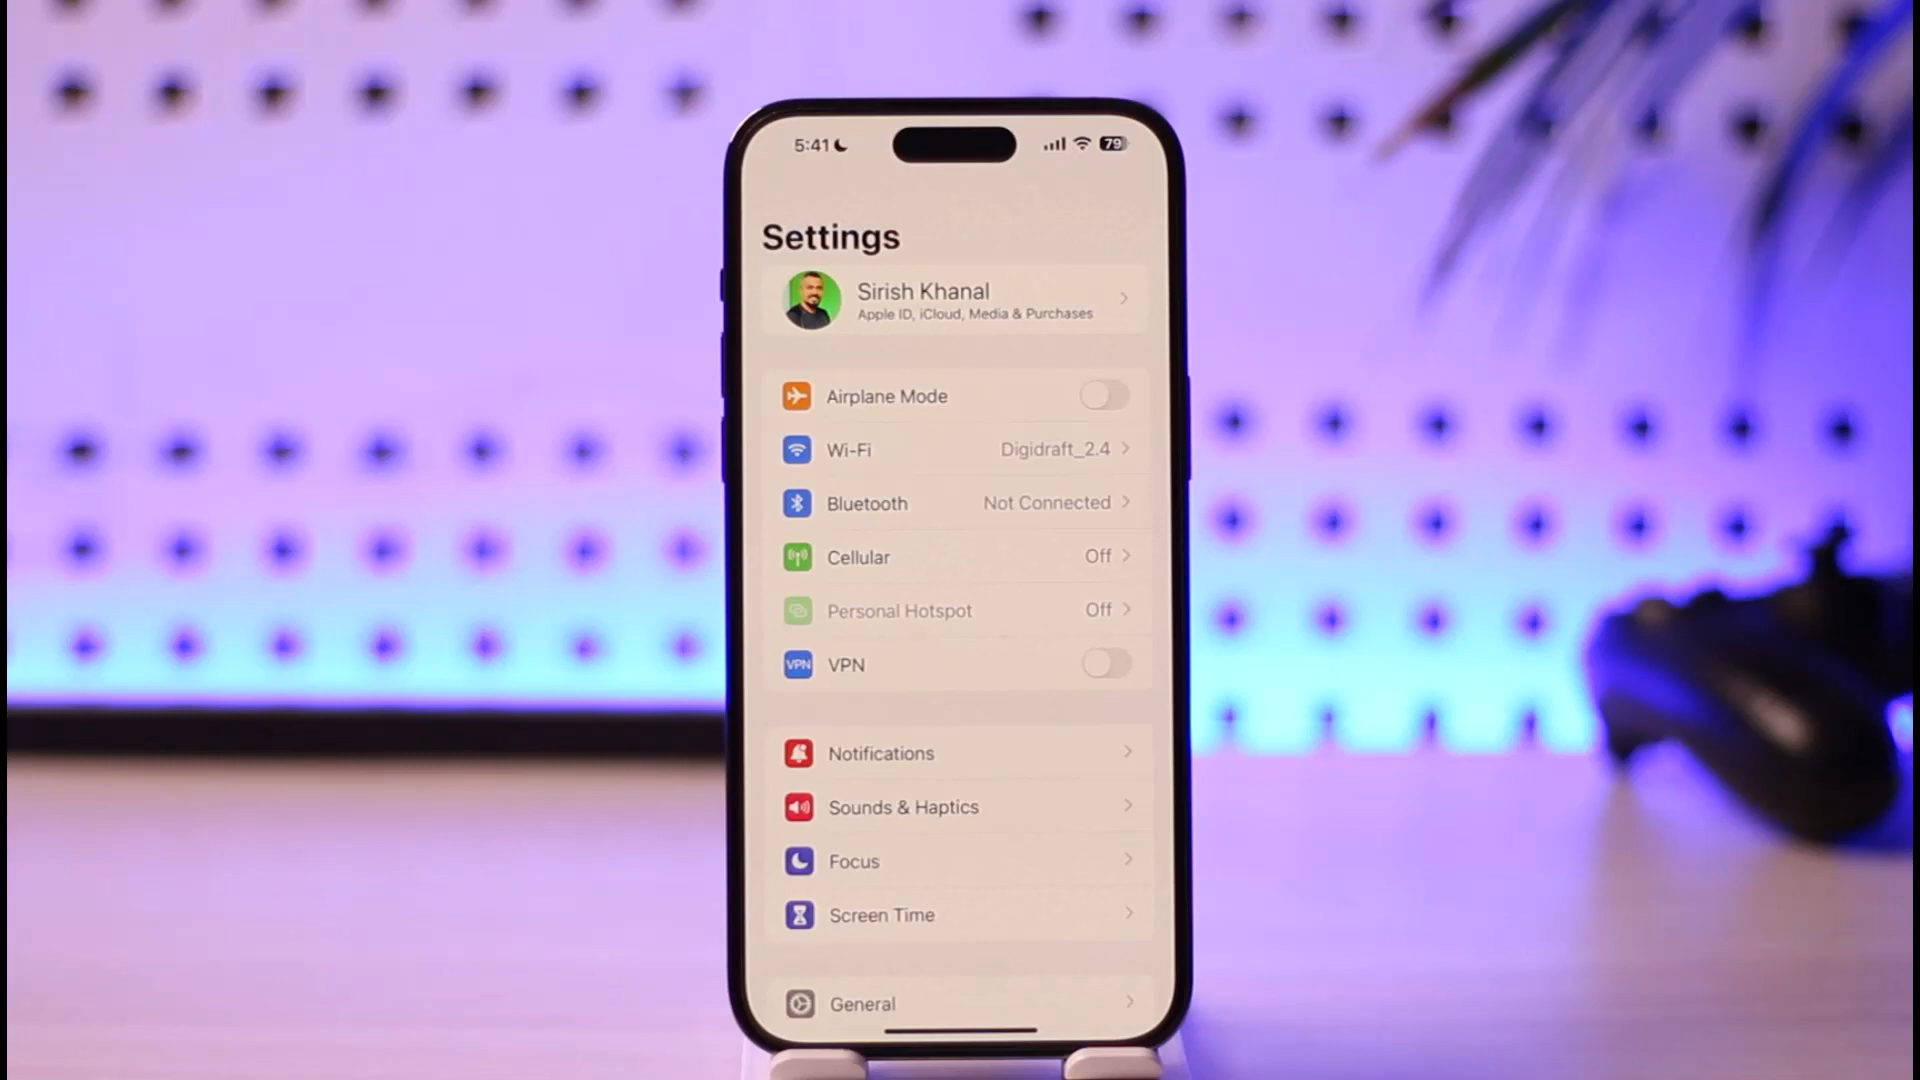 5:41
79
Settings
Sirish Khanal
Apple ID, iCloud, Media & Purchases
Airplane Mode
Wi-Fi Digidraft_2.4
Bluetooth Not Connected
Cellular Off
Personal Hotspot Off
VPN VPN
Notifications
Sounds & Haptics
Focus
Screen Time
General